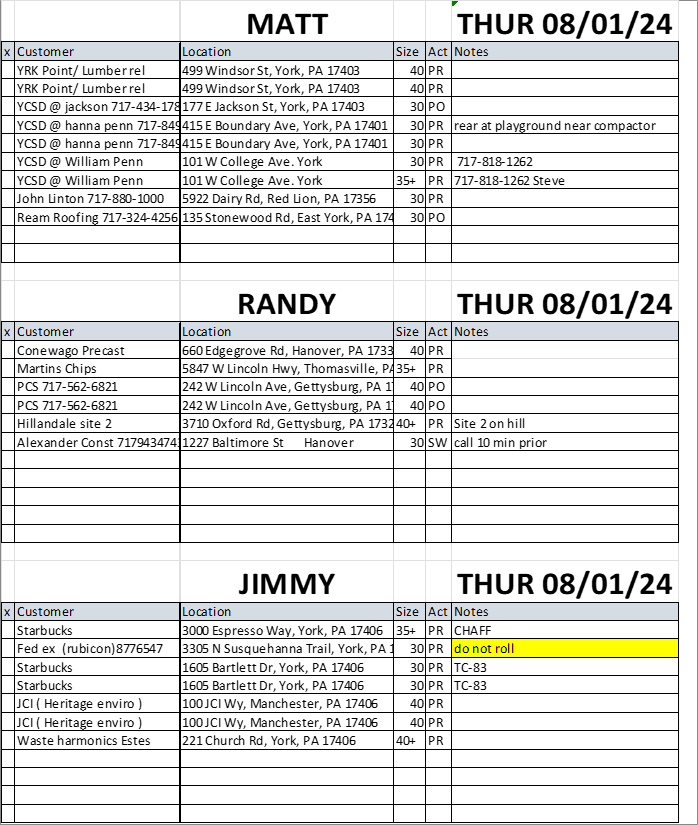 MATT THUR 08/01/24
x Customer Location Size Act Notes
YRK Point/ Lumber rel 499 Windsor St, York, PA 17403 40 PR
YRK Point/ Lumber rel 499 Windsor St, York, PA 17403 40 PR
YCSD @ jackson 717-434-178 177 E Jackson St, York, PA 17403 30 PO
YCSD @ hanna penn 717-849 415 E Boundary Ave, York, PA 17401 30 PR rear at playground near compactor
YCSD @ hanna penn 717-849 415 E Boundary Ave, York, PA 17401 30 PR
YCSD @ William Penn 101 W College Ave. York 30 PR 717-818-1262
YCSD @ William Penn 101 W College Ave. York 35+ PR 717-818-1262 Steve
John Linton 717-880-1000 5922 Dairy Rd, Red Lion, PA 17356 30 PR
Ream Roofing 717-324-4256 135 Stonewood Rd, East York, PA 174 30 PO
RANDY THUR 08/01/24
x Customer Location Size Act Notes
Conewago Precast 660 Edgegrove Rd, Hanover, PA 1733 40 PR
Martins Chips 5847 W Lincoln Hwy, Thomasville, PA 35+ PR
PCS 717-562-6821 242 W Lincoln Ave, Gettysburg, PA 1 40 PO
PCS 717-562-6821 242 W Lincoln Ave, Gettysburg, PA 1 40 PO
Hillandale site 2 3710 Oxford Rd, Gettysburg, PA 1732 40+ PR Site 2 on hill
Alexander Const 717943474 1227 Baltimore St Hanover 30 SW call 10 min prior
JIMMY THUR 08/01/24
x Customer Location Size Act Notes
Starbucks 3000 Espresso Way, York, PA 17406 35+ PR CHAFF
Fed ex (rubicon)8776547 3305 N Susquehanna Trail, York, PA 1 30 PR do not roll
Starbucks 1605 Bartlett Dr, York, PA 17406 30 PR TC-83
Starbucks 1605 Bartlett Dr, York, PA 17406 30 PR TC-83
JCI ( Heritage enviro ) 100 JCI Wy, Manchester, PA 17406 40 PR
JCI ( Heritage enviro ) 100 JCI Wy, Manchester, PA 17406 40 PR
Waste harmonics Estes 221 Church Rd, York, PA 17406 40+ PR